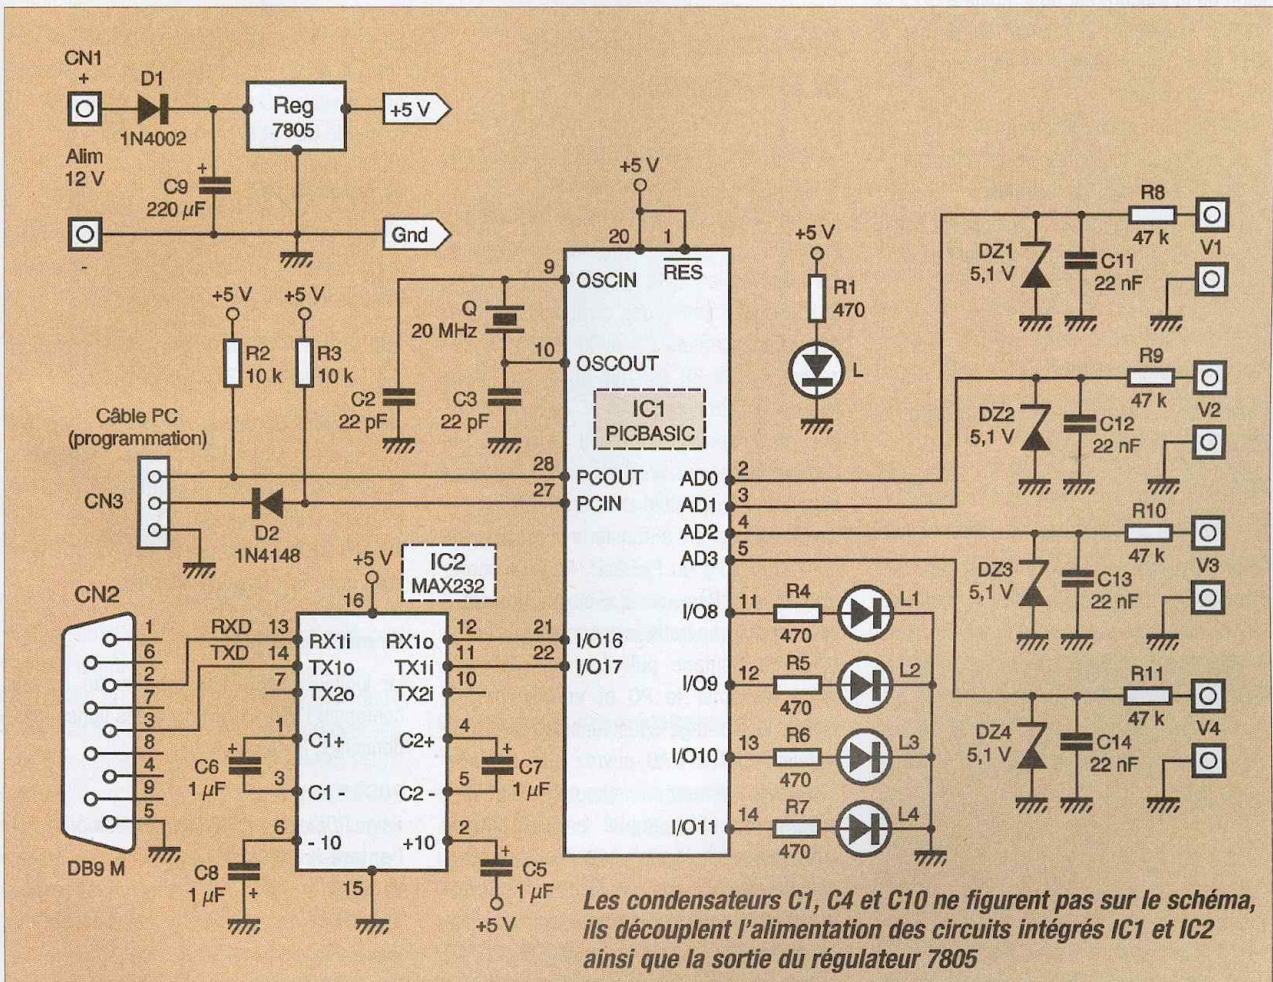 CN1
+
D1
1N4002
Reg
7805
+5 V
Alim
12 V
+
C9
220 µF
-
Gnd
+5 V
20
1
RES
9
OSCIN
Q
20 MHz
10
OSCOUT
C2
22 pF
C3
22 pF
+5 V
R2
10 k
+5 V
R3
10 k
Câble PC
(programmation)
CN3
D2
1N4148
28
PCOUT
27
PCIN
IC1
PICBASIC
+5 V
R1
470
L
AD0
2
AD1
3
AD2
4
AD3
5
R8
47 k
V1
DZ1
5,1 V
C11
22 nF
R9
47 k
V2
DZ2
5,1 V
C12
22 nF
R10
47 k
V3
DZ3
5,1 V
C13
22 nF
R11
47 k
V4
DZ4
5,1 V
C14
22 nF
I/O8
11
R4
470
L1
I/O9
12
R5
470
L2
I/O10
13
R6
470
L3
I/O11
14
R7
470
L4
21
I/O16
22
I/O17
+5 V
IC2
MAX232
16
CN2
1
6
2
7
3
8
4
9
5
DB9 M
RXD
13
RX1i
RX1o
12
TXD
14
TX1o
TX1i
11
7
TX2o
TX2i
10
1
C1+
C2+
4
+
C6
1 µF
+
C7
1 µF
3
C1 -
C2 -
5
6
- 10
+10
2
C8
1 µF
+
15
+
C5
1 µF
+5 V
Les condensateurs C1, C4 et C10 ne figurent pas sur le schéma,
ils découplent l'alimentation des circuits intégrés IC1 et IC2
ainsi que la sortie du régulateur 7805